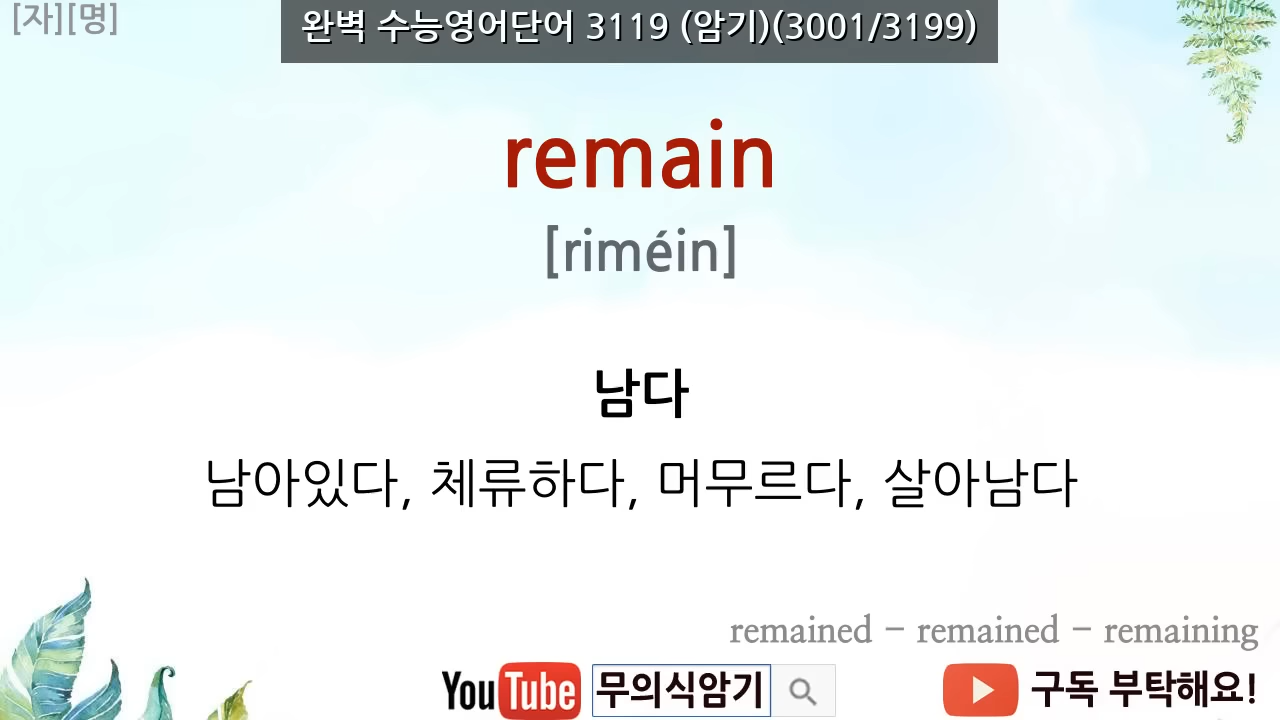 [자][명]
완벽 수능영어단어 3119 (암기)(3001/3199)
remain
[riméin]
남다
남아있다, 체류하다, 머무르다, 살아남다
remained – remained – remaining
YouTube 무의식암기 구독 부탁해요!